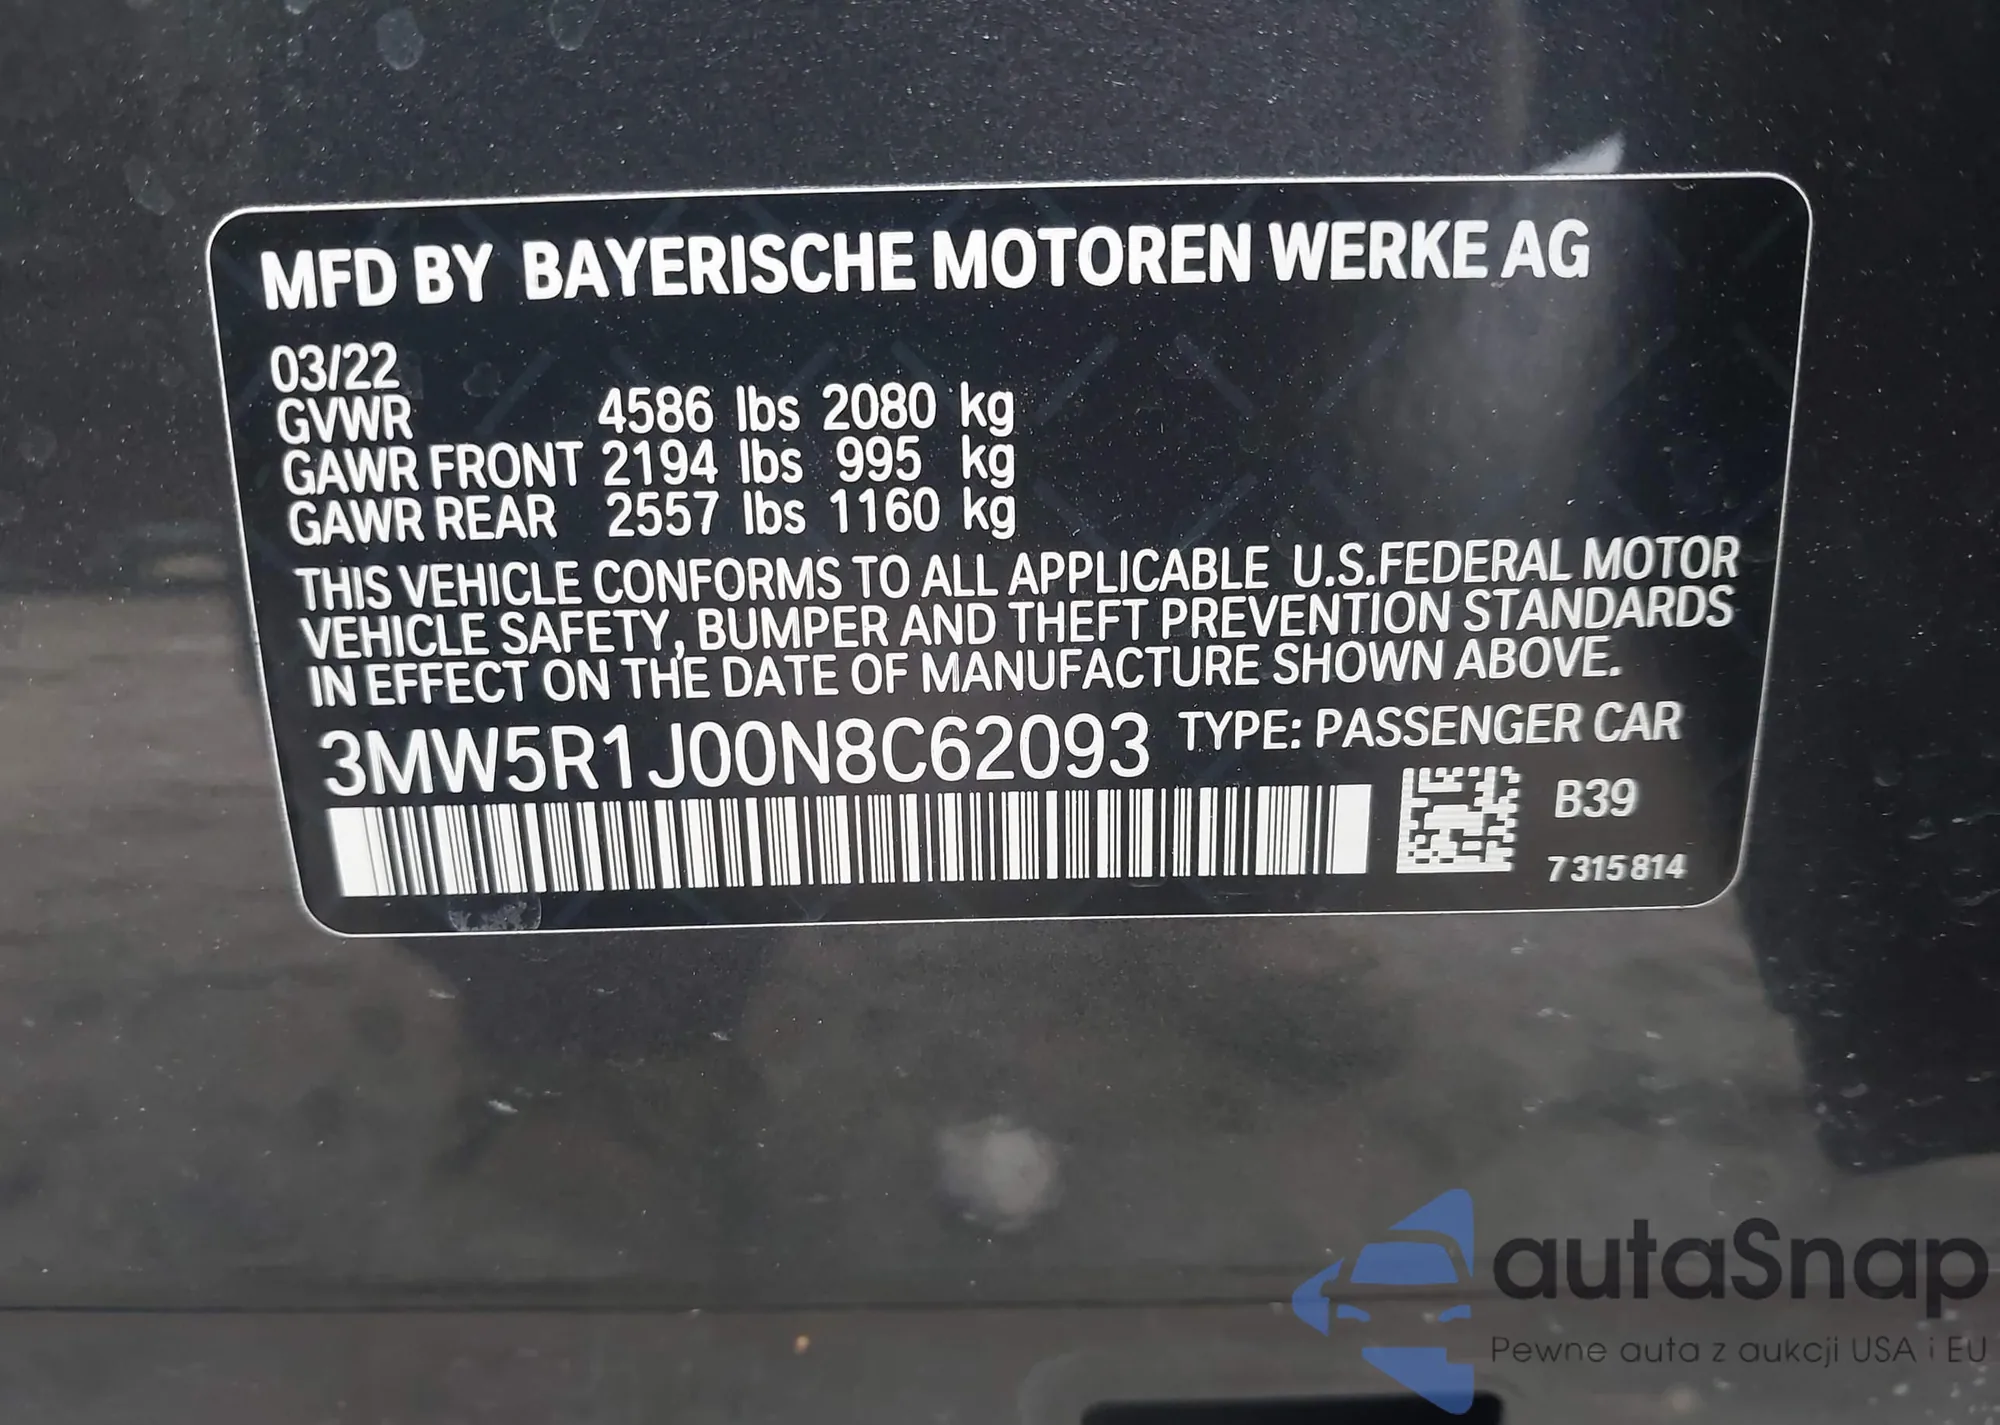 MFD BY BAYERISCHE MOTOREN WERKE AG
03/22
GVWR 4586 lbs 2080 kg
GAWR FRONT 2194 lbs 995 kg
GAWR REAR 2557 lbs 1160 kg
THIS VEHICLE CONFORMS TO ALL APPLICABLE U.S.FEDERAL MOTOR
VEHICLE SAFETY, BUMPER AND THEFT PREVENTION STANDARDS
IN EFFECT ON THE DATE OF MANUFACTURE SHOWN ABOVE.
3MW5R1J00N8C62093 TYPE: PASSENGER CAR
B39
7 315 814
autaSnap
Pewne auta z aukcji USA i EU